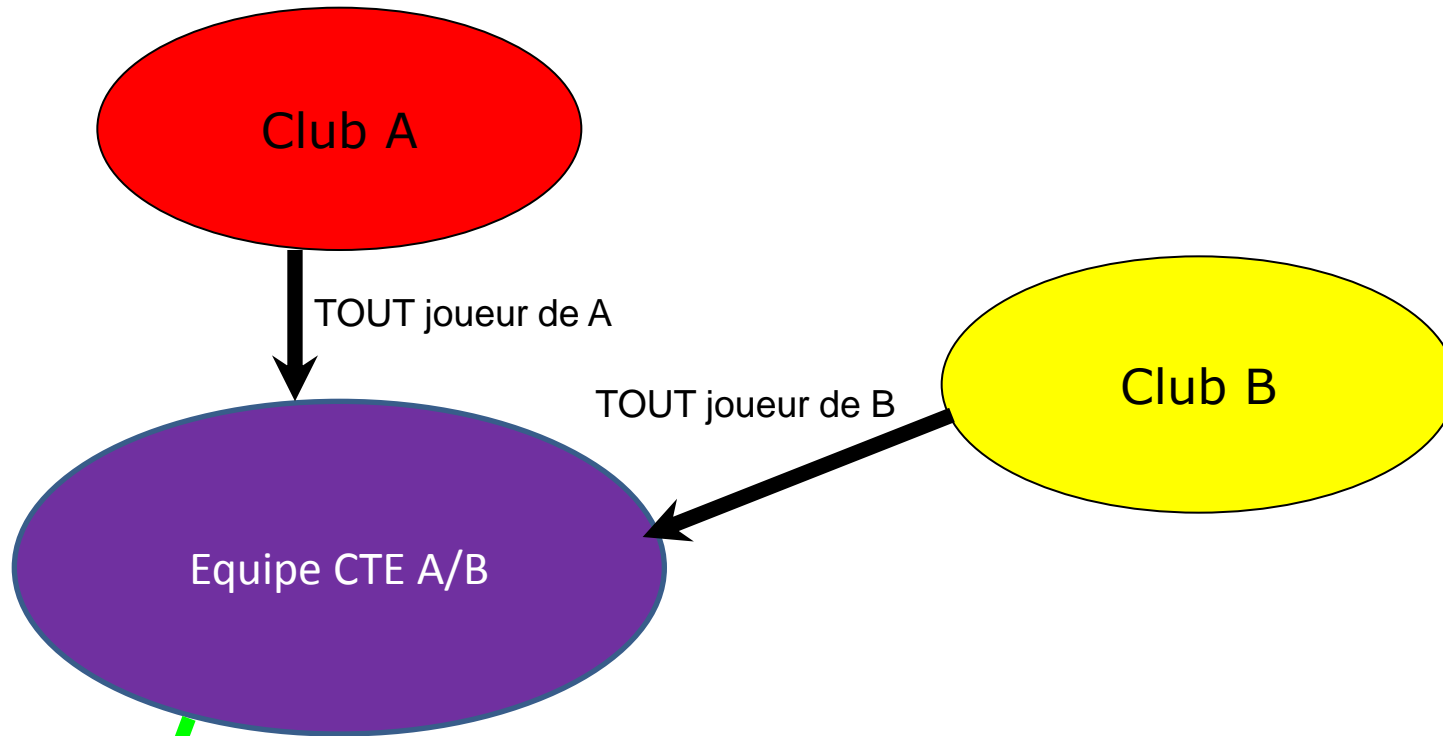 Club A
TOUT joueur de A
Club B
TOUT joueur de B
Equipe CTE A/B